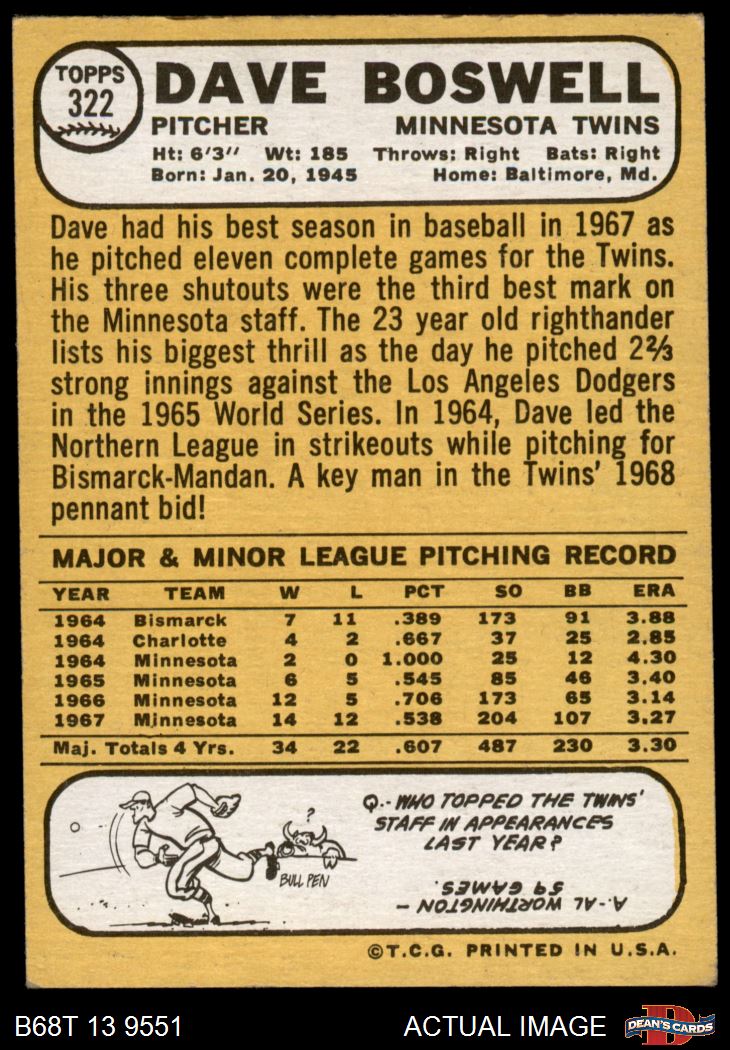 TOPPS
322
DAVE BOSWELL
PITCHER MINNESOTA TWINS
Ht: 6'3" Wt: 185 Throws: Right Bats: Right
Born: Jan. 20, 1945 Home: Baltimore, Md.
Dave had his best season in baseball in 1967 as
he pitched eleven complete games for the Twins.
His three shutouts were the third best mark on
the Minnesota staff. The 23 year old righthander
lists his biggest thrill as the day he pitched 2⅔
strong innings against the Los Angeles Dodgers
in the 1965 World Series. In 1964, Dave led the
Northern League in strikeouts while pitching for
Bismarck-Mandan. A key man in the Twins' 1968
pennant bid!
MAJOR & MINOR LEAGUE PITCHING RECORD
YEAR TEAM W L PCT SO BB ERA
1964 Bismarck 7 11 .389 173 91 3.88
1964 Charlotte 4 2 .667 37 25 2.85
1964 Minnesota 2 0 1.000 25 12 4.30
1965 Minnesota 6 5 .545 85 46 3.40
1966 Minnesota 12 5 .706 173 65 3.14
1967 Minnesota 14 12 .538 204 107 3.27
Maj. Totals 4 Yrs. 34 22 .607 487 230 3.30
?
BULL PEN
Q.- WHO TOPPED THE TWINS'
STAFF IN APPEARANCES
LAST YEAR?
A.- AL WORTHINGTON –
59 GAMES.
©T.C.G. PRINTED IN U.S.A.
B68T 13 9551 ACTUAL IMAGE
D
DEAN'S CARDS